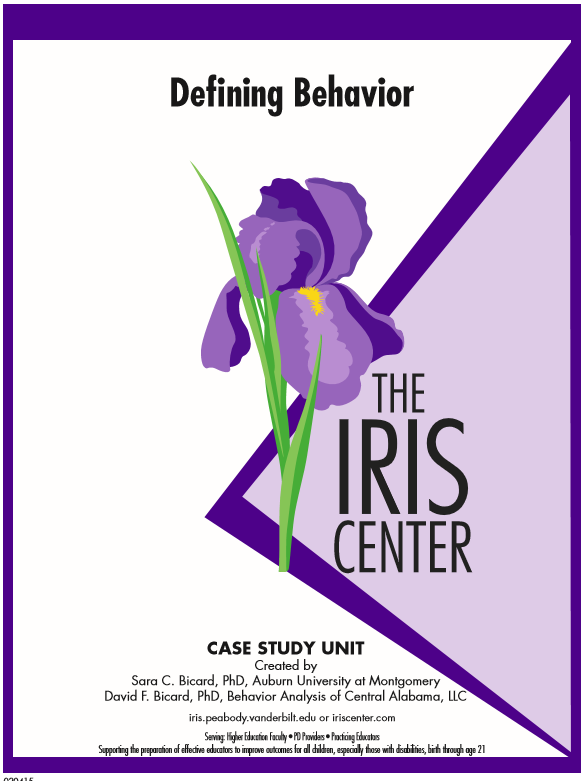 Defining Behavior
THE
IRIS
CENTER
CASE STUDY UNIT
Created by
Sara C. Bicard, PhD, Auburn University at Montgomery
David F. Bicard, PhD, Behavior Analysis of Central Alabama, LLC
iris.peabody.vanderbilt.edu or iriscenter.com
Serving: Higher Education Faculty • PD Providers • Practicing Educators
Supporting the preparation of effective educators to improve outcomes for all children, especially those with disabilities, birth through age 21